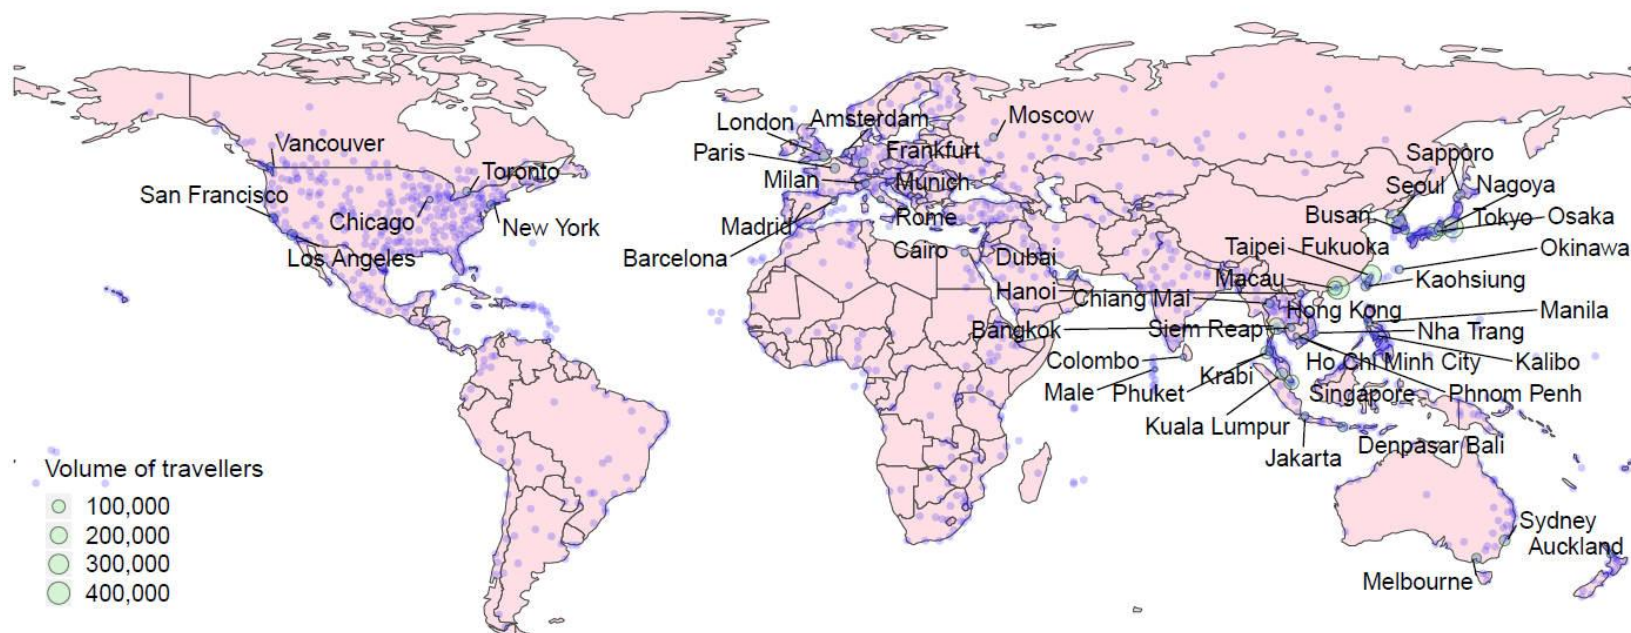 London
Amsterdam
Moscow
Vancouver
Paris
Frankfurt
Sapporo
Toronto
Milan
Munich
Seoul
Nagoya
San Francisco
Chicago
New York
Madrid
Rome
Busan
Tokyo
Osaka
Los Angeles
Barcelona
Cairo
Dubai
Taipei
Fukuoka
Okinawa
Macau
Kaohsiung
Hanoi
Chiang Mai
Hong Kong
Manila
Bangkok
Siem Reap
Nha Trang
Colombo
Ho Chi Minh City
Kalibo
Male
Phuket
Krabi
Singapore
Phnom Penh
Kuala Lumpur
Jakarta
Denpasar Bali
Sydney
Auckland
Melbourne
Volume of travellers
100,000
200,000
300,000
400,000